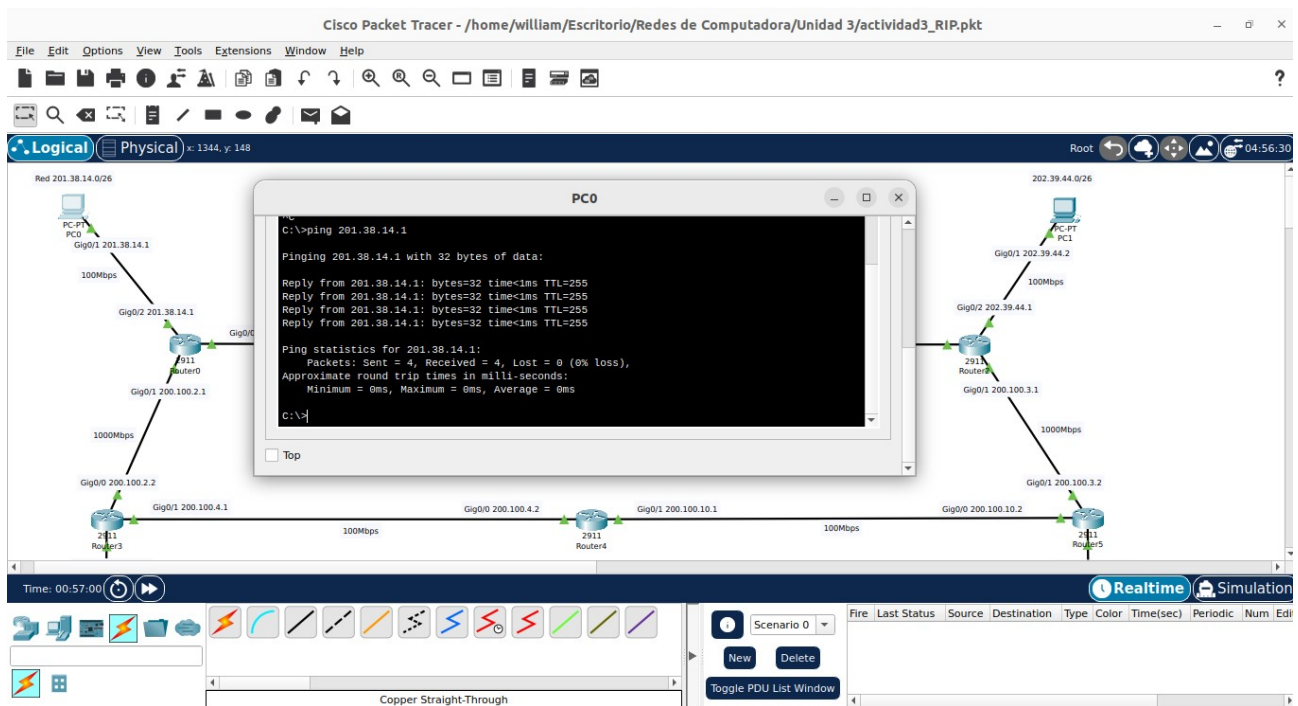 Cisco Packet Tracer - /home/william/Escritorio/Redes de Computadora/Unidad 3/actividad3_RIP.pkt
File Edit Options View Tools Extensions Window Help
?
Logical Physical x: 1344, y: 148 Root 04:56:30
Red 201.38.14.0/26
202.39.44.0/26
PC0
PC-PT
PC0
Gig0/1 201.38.14.1
PC-PT
PC1
Gig0/1 202.39.44.2
100Mbps
100Mbps
Gig0/2 201.38.14.1
Gig0/2 202.39.44.1
Gig0/0
2911
Router0
2911
Gig0/1 200.100.2.1
Gig0/1 200.100.3.1
^C
C:\>ping 201.38.14.1
Pinging 201.38.14.1 with 32 bytes of data:
Reply from 201.38.14.1: bytes=32 time<1ms TTL=255
Reply from 201.38.14.1: bytes=32 time<1ms TTL=255
Reply from 201.38.14.1: bytes=32 time<1ms TTL=255
Reply from 201.38.14.1: bytes=32 time<1ms TTL=255
Ping statistics for 201.38.14.1:
Packets: Sent = 4, Received = 4, Lost = 0 (0% loss),
Approximate round trip times in milli-seconds:
Minimum = 0ms, Maximum = 0ms, Average = 0ms
C:\>
Top
1000Mbps
1000Mbps
Gig0/0 200.100.2.2
Gig0/1 200.100.3.2
Gig0/1 200.100.4.1
Gig0/0 200.100.4.2
Gig0/1 200.100.10.1
Gig0/0 200.100.10.2
100Mbps
100Mbps
2911
Router3
2911
Router4
2911
Router5
Time: 00:57:00 Realtime Simulation
Scenario 0
New Delete
Toggle PDU List Window
Fire Last Status Source Destination Type Color Time(sec) Periodic Num Edi
Copper Straight-Through